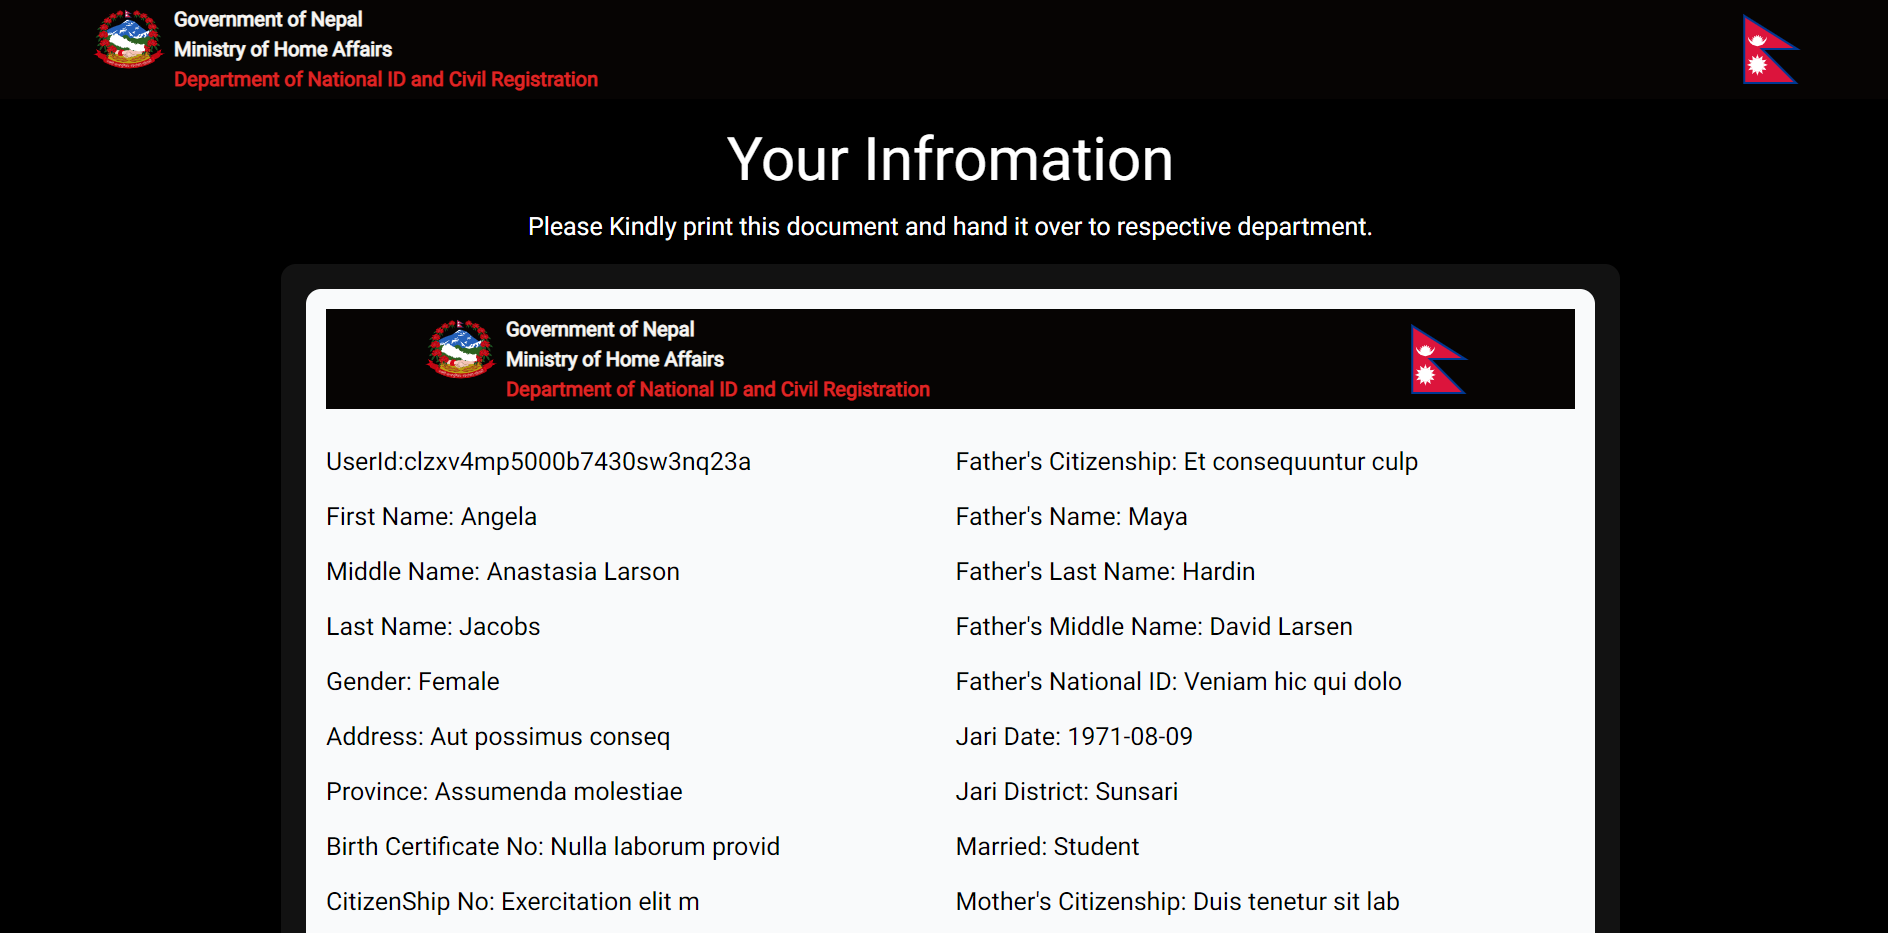 Government of Nepal
Ministry of Home Affairs
Department of National ID and Civil Registration
Your Infromation
Please Kindly print this document and hand it over to respective department.
Government of Nepal
Ministry of Home Affairs
Department of National ID and Civil Registration
UserId:clzxv4mp5000b7430sw3nq23a
First Name: Angela
Middle Name: Anastasia Larson
Last Name: Jacobs
Gender: Female
Address: Aut possimus conseq
Province: Assumenda molestiae
Birth Certificate No: Nulla laborum provid
CitizenShip No: Exercitation elit m
Father's Citizenship: Et consequuntur culp
Father's Name: Maya
Father's Last Name: Hardin
Father's Middle Name: David Larsen
Father's National ID: Veniam hic qui dolo
Jari Date: 1971-08-09
Jari District: Sunsari
Married: Student
Mother's Citizenship: Duis tenetur sit lab